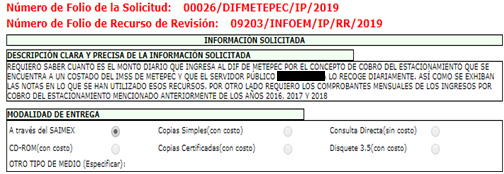 Número de Folio de la Solicitud: 00026/DIFMETEPEC/IP/2019
Número de Folio de Recurso de Revisión: 09203/INFOEM/IP/RR/2019
INFORMACIÓN SOLICITADA
DESCRIPCIÓN CLARA Y PRECISA DE LA INFORMACIÓN SOLICITADA
REQUIERO SABER CUANTO ES EL MONTO DIARIO QUE INGRESA AL DIF DE METEPEC POR EL CONCEPTO DE COBRO DEL ESTACIONAMIENTO QUE SE
ENCUENTRA A UN COSTADO DEL IMSS DE METEPEC Y QUE EL SERVIDOR PÚBLICO LO RECOGE DIARIAMENTE. ASÍ COMO SE EXHIBAN
LAS NOTAS EN LO QUE SE HAN UTILIZADO ESOS RECURSOS. POR OTRO LADO REQUIERO LOS COMPROBANTES MENSUALES DE LOS INGRESOS POR
COBRO DEL ESTACIONAMIENTO MENCIONADO ANTERIORMENTE DE LOS AÑOS 2016. 2017 Y 2018
MODALIDAD DE ENTREGA
A través del SAIMEX Copias Simples(con costo) Consulta Directa(sin costo)
CD-ROM(con costo) Copias Certificadas(con costo) Disquete 3.5(con costo)
OTRO TIPO DE MEDIO (Especificar):